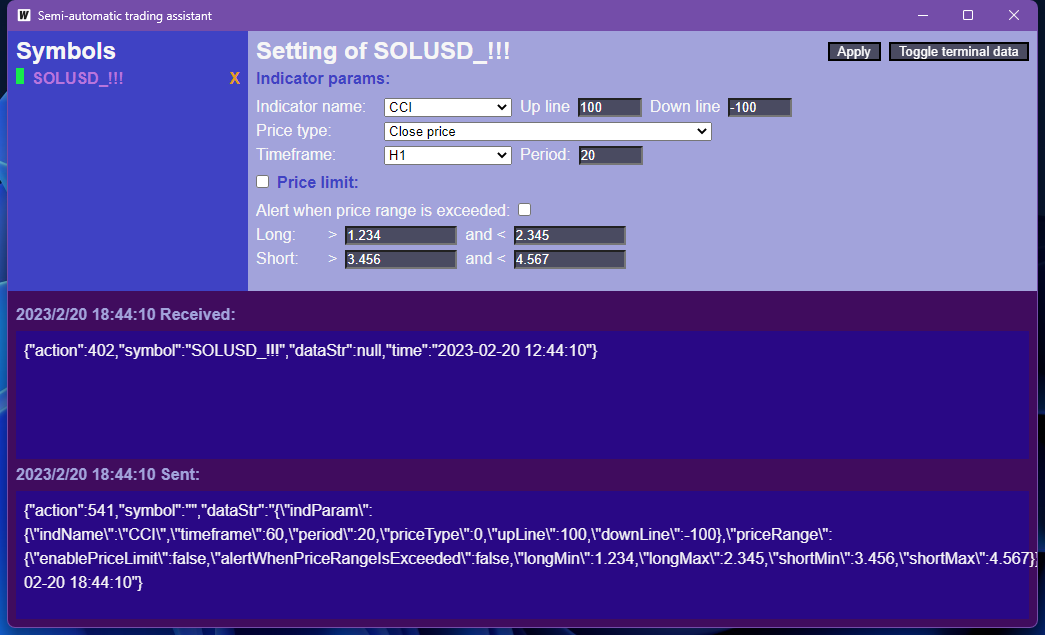 W Semi-automatic trading assistant
Symbols
SOLUSD_!!! X
Setting of SOLUSD_!!! Apply Toggle terminal data
Indicator params:
Indicator name: CCI Up line 100 Down line -100
Price type: Close price
Timeframe: H1 Period: 20
Price limit:
Alert when price range is exceeded:
Long: > 1.234 and < 2.345
Short: > 3.456 and < 4.567
2023/2/20 18:44:10 Received:
{"action":402,"symbol":"SOLUSD_!!!","dataStr":null,"time":"2023-02-20 12:44:10"}
2023/2/20 18:44:10 Sent:
{"action":541,"symbol":"","dataStr":"{\"indParam\":
{\"indName\":\"CCI\",\"timeframe\":60,\"period\":20,\"priceType\":0,\"upLine\":100,\"downLine\":-100},\"priceRange\":
{\"enablePriceLimit\":false,\"alertWhenPriceRangeIsExceeded\":false,\"longMin\":1.234,\"longMax\":2.345,\"shortMin\":3.456,\"shortMax\":4.567}
02-20 18:44:10"}